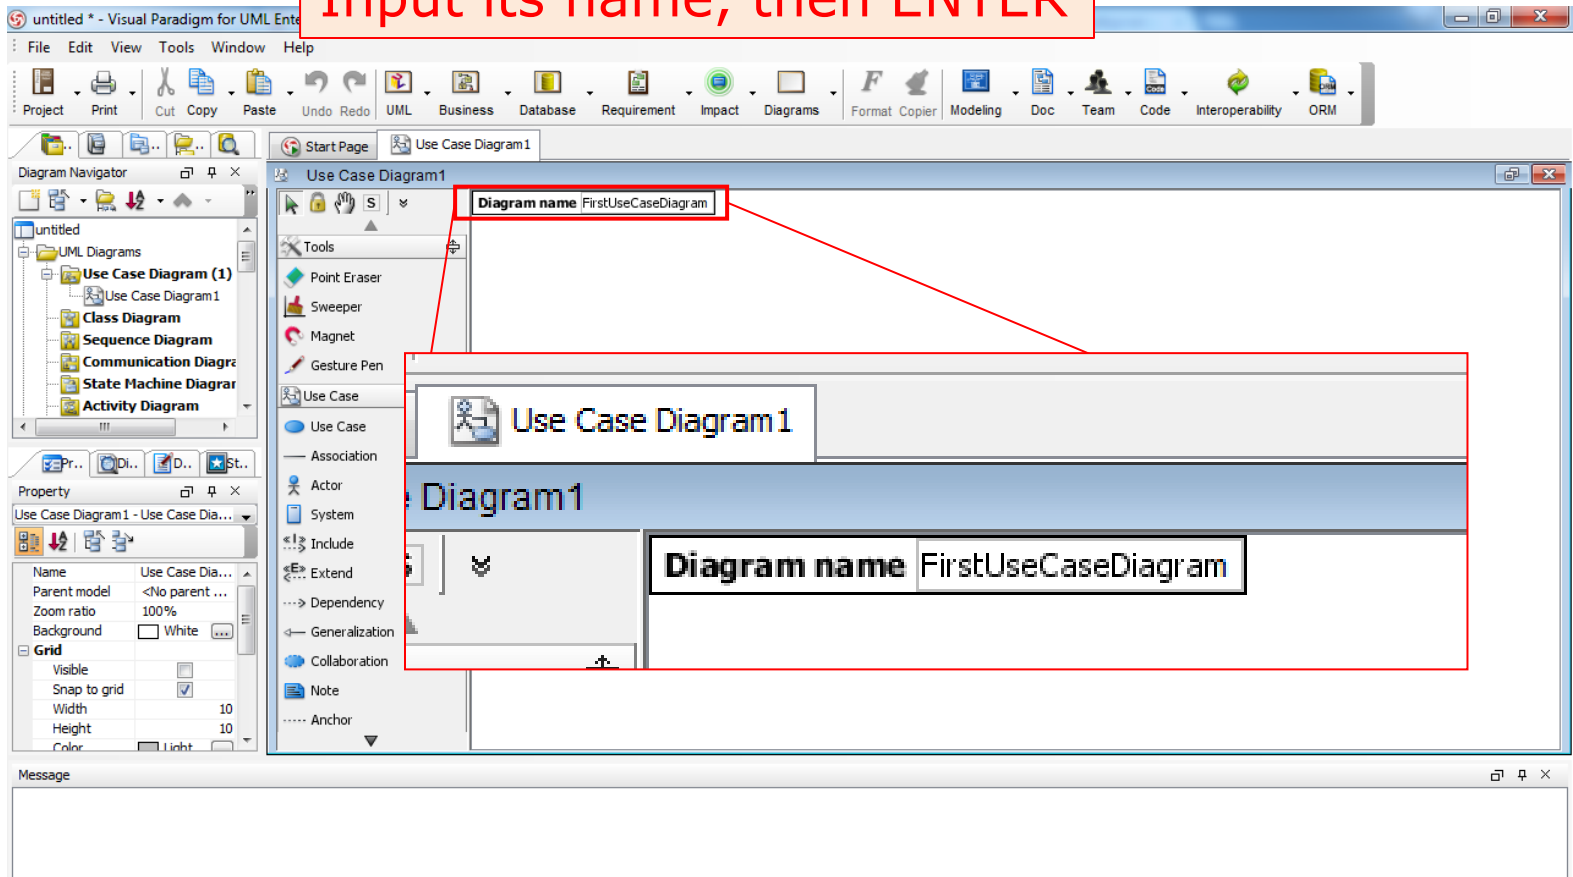 Input its name, then ENTER
untitled * - Visual Paradigm for UML Ente
File Edit View Tools Window Help
Project Print Cut Copy Paste Undo Redo UML Business Database Requirement Impact Diagrams Format Copier Modeling Doc Team Code Interoperability ORM
Start Page Use Case Diagram1
Diagram Navigator
Use Case Diagram1
S
Diagram name FirstUseCaseDiagram
untitled
UML Diagrams
Use Case Diagram (1)
Use Case Diagram1
Class Diagram
Sequence Diagram
Communication Diagra
State Machine Diagrar
Activity Diagram
Tools
Point Eraser
Sweeper
Magnet
Gesture Pen
Use Case
Use Case
Association
Actor
System
Include
Extend
Dependency
Generalization
Collaboration
Note
Anchor
Use Case Diagram1
e Diagram1
Diagram name FirstUseCaseDiagram
Pr.. Di.. D.. St..
Property
Use Case Diagram1 - Use Case Dia...
Name Use Case Dia...
Parent model <No parent ...
Zoom ratio 100%
Background White ...
Grid
Visible
Snap to grid
Width 10
Height 10
Color Light
Message